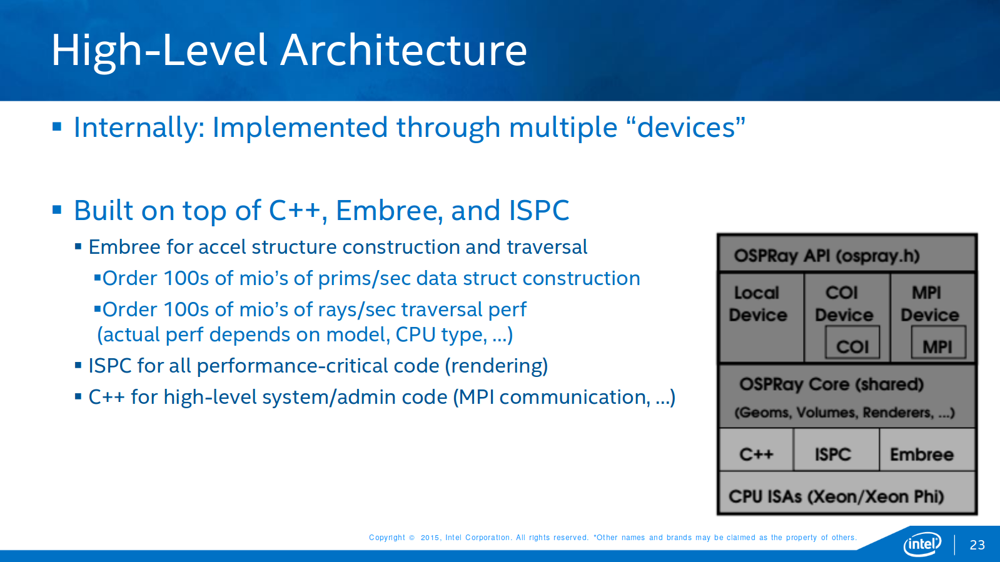 High-Level Architecture
▪ Internally: Implemented through multiple “devices”
▪ Built on top of C++, Embree, and ISPC
▪ Embree for accel structure construction and traversal
▪Order 100s of mio’s of prims/sec data struct construction
▪Order 100s of mio’s of rays/sec traversal perf
(actual perf depends on model, CPU type, ...)
▪ ISPC for all performance-critical code (rendering)
▪ C++ for high-level system/admin code (MPI communication, ...)
OSPRay API (ospray.h)
Local Device
COI Device
COI
MPI Device
MPI
OSPRay Core (shared)
(Geoms, Volumes, Renderers, ...)
C++ ISPC Embree
CPU ISAs (Xeon/Xeon Phi)
Copyright © 2015, Intel Corporation. All rights reserved. *Other names and brands may be claimed as the property of others.
intel
23